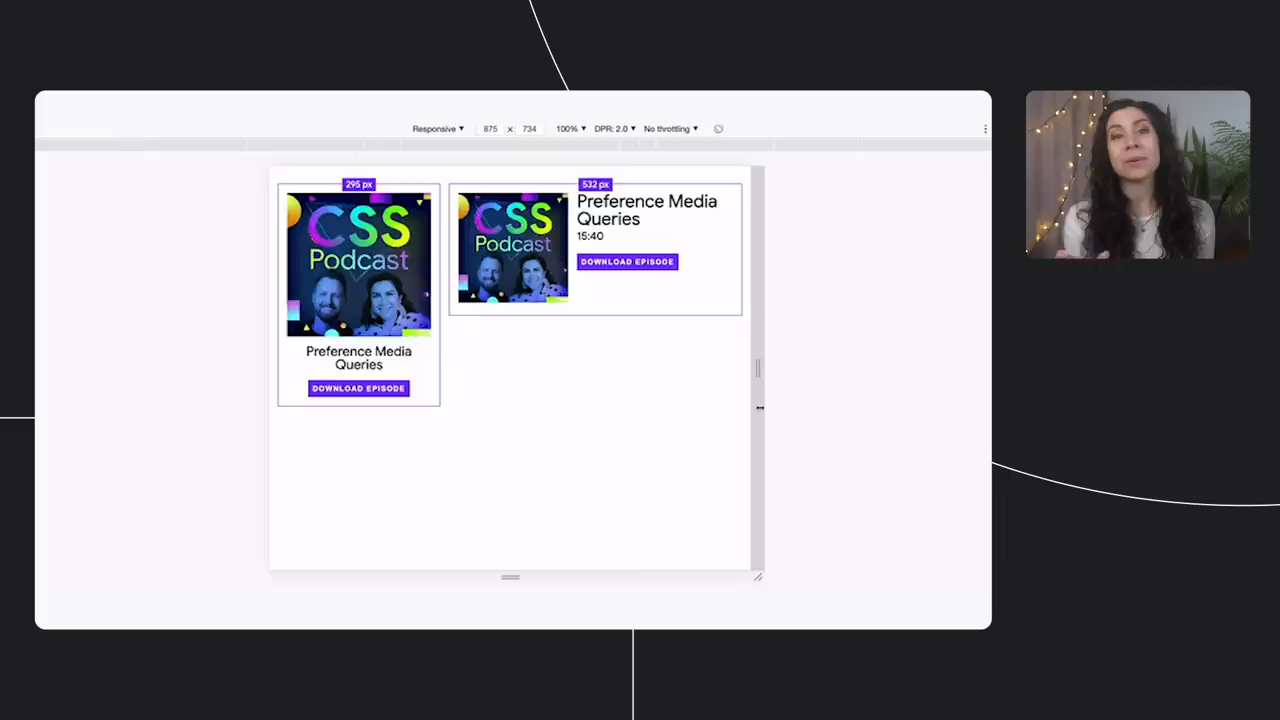 Responsive ▼ 875 × 734 100% ▼ DPR: 2.0 ▼ No throttling ▼
295 px
CSS
Podcast
Preference Media
Queries
DOWNLOAD EPISODE
532 px
CSS
Podcast
Preference Media
Queries
15:40
DOWNLOAD EPISODE